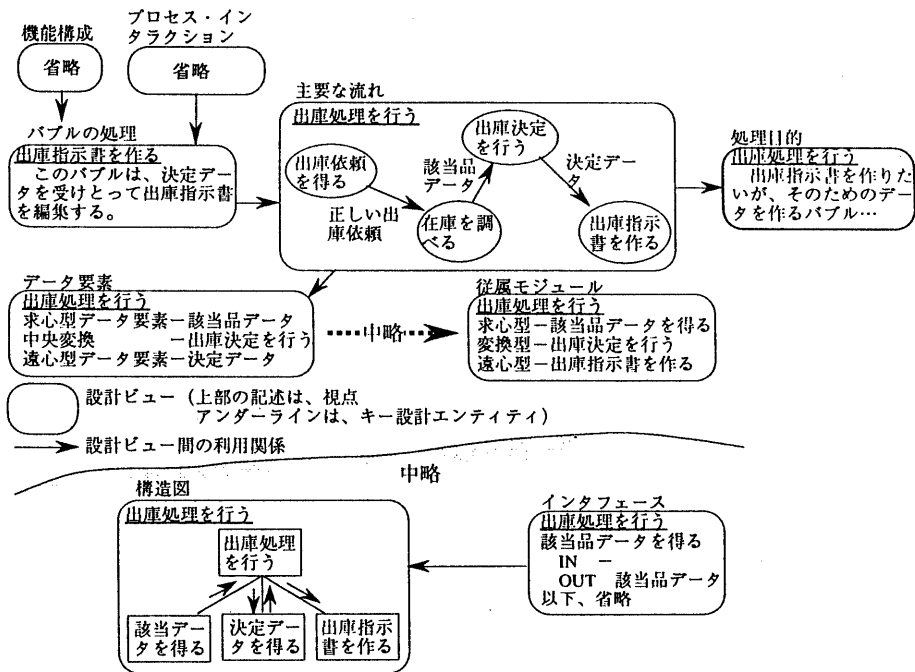 機能構成
省略
プロセス・イン
タラクション
省略
バブルの処理
出庫指示書を作る
このバブルは、決定デー
タを受けとって出庫指示書
を編集する。
主要な流れ
出庫処理を行う
出庫依頼
を得る
正しい出
庫依頼
在庫を調
べる
該当品
データ
出庫決定
を行う
決定デー
タ
出庫指示
書を作る
処理目的
出庫処理を行う
出庫指示書を作りた
いが、そのためのデー
タを作るバブル…
データ要素
出庫処理を行う
求心型データ要素－該当品データ
中央変換 －出庫決定を行う
遠心型データ要素－決定データ
中略
従属モジュール
出庫処理を行う
求心型－該当品データを得る
変換型－出庫決定を行う
遠心型－出庫指示書を作る
設計ビュー（上部の記述は、視点
アンダーラインは、キー設計エンティティ）
設計ビュー間の利用関係
中略
構造図
出庫処理を行う
出庫処理
を行う
該当デー
タを得る
決定デー
タを得る
出庫指示
書を作る
インタフェース
出庫処理を行う
該当品データを得る
IN －
OUT 該当品データ
以下、省略